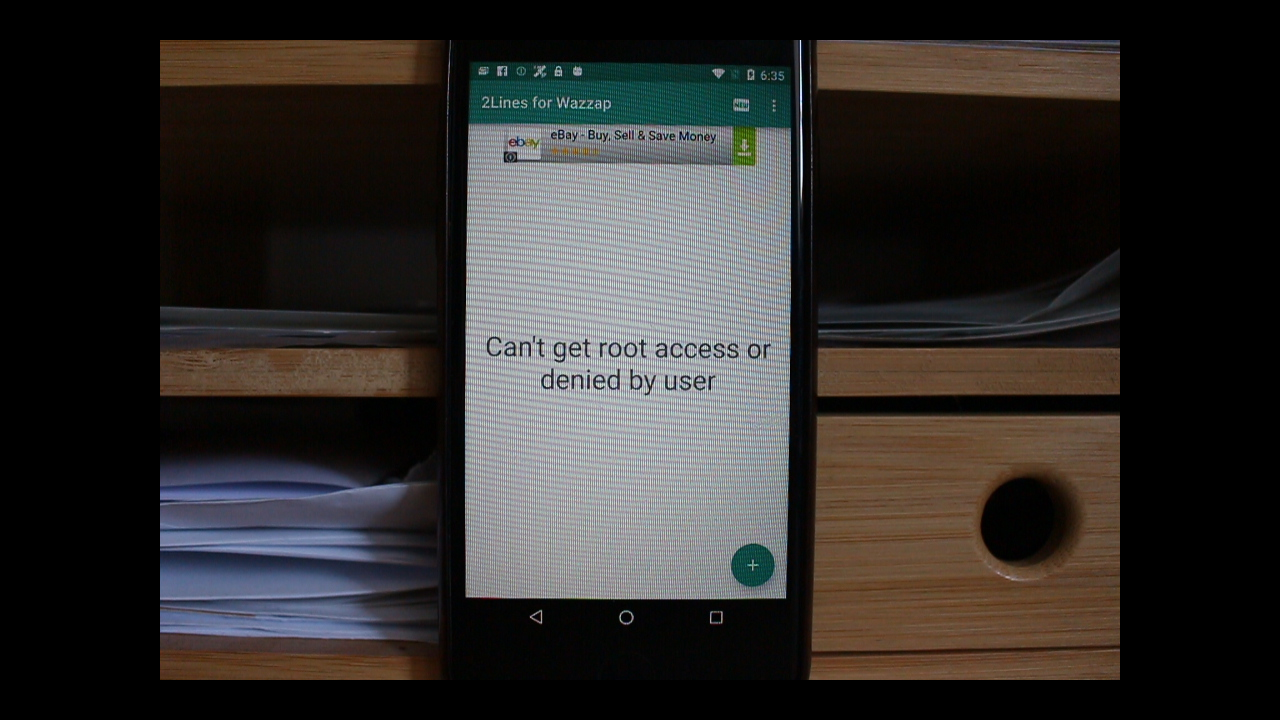 6:35
2Lines for Wazzap
ebay
eBay - Buy, Sell & Save Money
Can't get root access or
denied by user
+